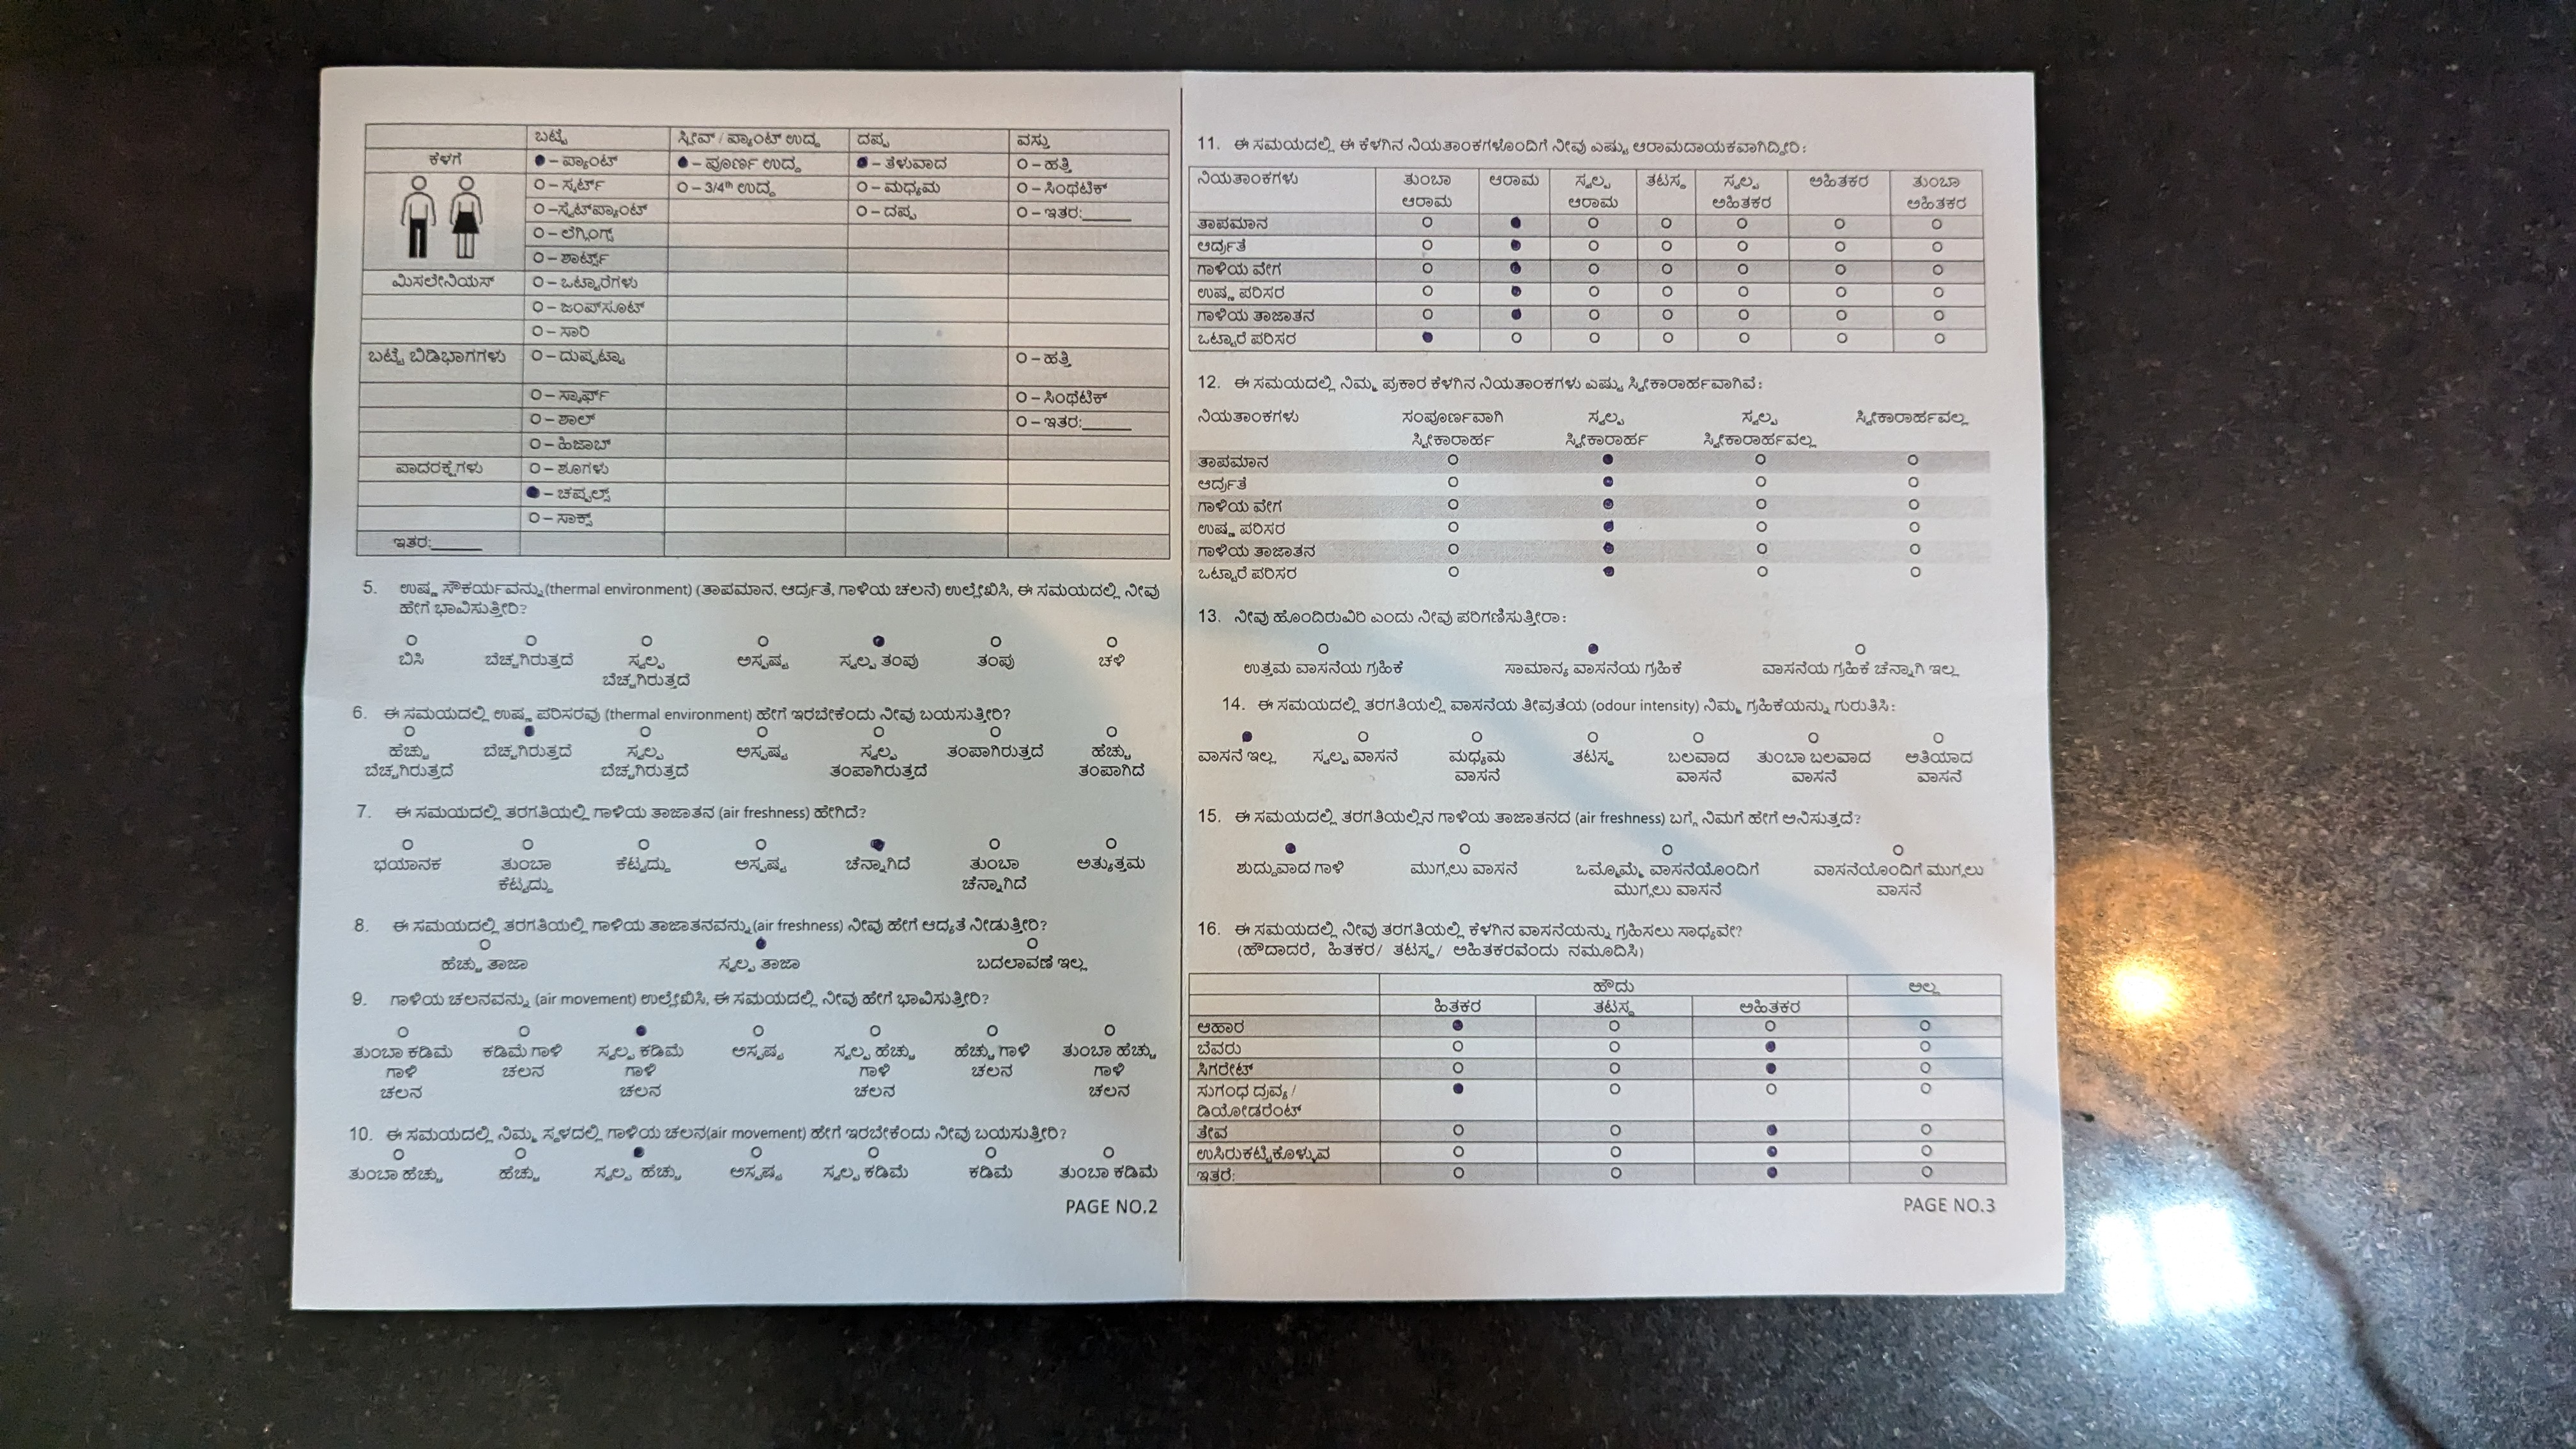 ಬಟ್ಟೆ ಸ್ಲೀವ್ / ಪ್ಯಾಂಟ್ ಉದ್ದ ದಪ್ಪ ವಸ್ತು
ಕೆಳಗೆ ●– ಪ್ಯಾಂಟ್ ●– ಪೂರ್ಣ ಉದ್ದ ●– ತೆಳುವಾದ O – ಹತ್ತಿ
O – ಸ್ಕರ್ಟ್ O – 3/4th ಉದ್ದ O – ಮಧ್ಯಮ O – ಸಿಂಥಟಿಕ್
O –ಸ್ವೆಟ್‌ಪ್ಯಾಂಟ್ O – ದಪ್ಪ O – ಇತರ:_____
O – ಲೆಗ್ಗಿಂಗ್ಸ್
O – ಶಾರ್ಟ್ಸ್
ಮಿಸಲೇನಿಯಸ್ O – ಒಟ್ಟಾರೆಗಳು
O – ಜಂಪ್‌ಸೂಟ್
O – ಸಾರಿ
ಬಟ್ಟೆ ಬಿಡಿಭಾಗಗಳು O – ದುಪ್ಪಟ್ಟಾ O – ಹತ್ತಿ
O – ಸ್ಕಾರ್ಫ್ O – ಸಿಂಥಟಿಕ್
O – ಶಾಲ್ O – ಇತರ:_____
O – ಹಿಜಾಬ್
ಪಾದರಕ್ಷೆಗಳು O – ಶೂಗಳು
●– ಚಪ್ಪಲ್ಸ್
O – ಸಾಕ್ಸ್
ಇತರ:_____
5. ಉಷ್ಣ ಸೌಕರ್ಯವನ್ನು (thermal environment) (ತಾಪಮಾನ, ಆರ್ದ್ರತೆ, ಗಾಳಿಯ ಚಲನೆ) ಉಲ್ಲೇಖಿಸಿ, ಈ ಸಮಯದಲ್ಲಿ ನೀವು
ಹೇಗೆ ಭಾವಿಸುತ್ತೀರಿ?
ಬಿಸಿ ಬೆಚ್ಚಗಿರುತ್ತದೆ ಸ್ವಲ್ಪ ಅಸ್ಪಷ್ಟ ಸ್ವಲ್ಪ ತಂಪು ತಂಪು ಚಳಿ
ಬೆಚ್ಚಗಿರುತ್ತದೆ
6. ಈ ಸಮಯದಲ್ಲಿ ಉಷ್ಣ ಪರಿಸರವು (thermal environment) ಹೇಗೆ ಇರಬೇಕೆಂದು ನೀವು ಬಯಸುತ್ತೀರಿ?
ಹೆಚ್ಚು ಬೆಚ್ಚಗಿರುತ್ತದೆ ಸ್ವಲ್ಪ ಅಸ್ಪಷ್ಟ ಸ್ವಲ್ಪ ತಂಪಾಗಿರುತ್ತದೆ ಹೆಚ್ಚು
ಬೆಚ್ಚಗಿರುತ್ತದೆ ಬೆಚ್ಚಗಿರುತ್ತದೆ ತಂಪಾಗಿರುತ್ತದೆ ತಂಪಾಗಿದೆ
7. ಈ ಸಮಯದಲ್ಲಿ ತರಗತಿಯಲ್ಲಿ ಗಾಳಿಯ ತಾಜಾತನ (air freshness) ಹೇಗಿದೆ?
ಭಯಾನಕ ತುಂಬಾ ಕೆಟ್ಟದ್ದು ಅಸ್ಪಷ್ಟ ಚೆನ್ನಾಗಿದೆ ತುಂಬಾ ಅತ್ಯುತ್ತಮ
ಕೆಟ್ಟದ್ದು ಚೆನ್ನಾಗಿದೆ
8. ಈ ಸಮಯದಲ್ಲಿ ತರಗತಿಯಲ್ಲಿ ಗಾಳಿಯ ತಾಜಾತನವನ್ನು (air freshness) ನೀವು ಹೇಗೆ ಆದ್ಯತೆ ನೀಡುತ್ತೀರಿ?
ಹೆಚ್ಚು ತಾಜಾ ಸ್ವಲ್ಪ ತಾಜಾ ಬದಲಾವಣೆ ಇಲ್ಲ
9. ಗಾಳಿಯ ಚಲನವನ್ನು (air movement) ಉಲ್ಲೇಖಿಸಿ, ಈ ಸಮಯದಲ್ಲಿ ನೀವು ಹೇಗೆ ಭಾವಿಸುತ್ತೀರಿ?
ತುಂಬಾ ಕಡಿಮೆ ಕಡಿಮೆ ಗಾಳಿ ಸ್ವಲ್ಪ ಕಡಿಮೆ ಅಸ್ಪಷ್ಟ ಸ್ವಲ್ಪ ಹೆಚ್ಚು ಹೆಚ್ಚು ಗಾಳಿ ತುಂಬಾ ಹೆಚ್ಚು
ಗಾಳಿ ಚಲನ ಗಾಳಿ ಗಾಳಿ ಚಲನ ಗಾಳಿ
ಚಲನ ಚಲನ ಚಲನ ಚಲನ
10. ಈ ಸಮಯದಲ್ಲಿ ನಿಮ್ಮ ಸ್ಥಳದಲ್ಲಿ ಗಾಳಿಯ ಚಲನ(air movement) ಹೇಗೆ ಇರಬೇಕೆಂದು ನೀವು ಬಯಸುತ್ತೀರಿ?
ತುಂಬಾ ಹೆಚ್ಚು ಹೆಚ್ಚು ಸ್ವಲ್ಪ ಹೆಚ್ಚು ಅಸ್ಪಷ್ಟ ಸ್ವಲ್ಪ ಕಡಿಮೆ ಕಡಿಮೆ ತುಂಬಾ ಕಡಿಮೆ
PAGE NO.2
11. ಈ ಸಮಯದಲ್ಲಿ ಈ ಕೆಳಗಿನ ನಿಯತಾಂಕಗಳೊಂದಿಗೆ ನೀವು ಎಷ್ಟು ಆರಾಮದಾಯಕವಾಗಿದ್ದೀರಿ:
ನಿಯತಾಂಕಗಳು ತುಂಬಾ ಆರಾಮ ಸ್ವಲ್ಪ ತಟಸ್ಥ ಸ್ವಲ್ಪ ಅಹಿತಕರ ತುಂಬಾ
ಆರಾಮ ಆರಾಮ ಅಹಿತಕರ ಅಹಿತಕರ
ತಾಪಮಾನ
ಆರ್ದ್ರತೆ
ಗಾಳಿಯ ವೇಗ
ಉಷ್ಣ ಪರಿಸರ
ಗಾಳಿಯ ತಾಜಾತನ
ಒಟ್ಟಾರೆ ಪರಿಸರ
12. ಈ ಸಮಯದಲ್ಲಿ ನಿಮ್ಮ ಪ್ರಕಾರ ಕೆಳಗಿನ ನಿಯತಾಂಕಗಳು ಎಷ್ಟು ಸ್ವೀಕಾರಾರ್ಹವಾಗಿವೆ:
ನಿಯತಾಂಕಗಳು ಸಂಪೂರ್ಣವಾಗಿ ಸ್ವಲ್ಪ ಸ್ವಲ್ಪ ಸ್ವೀಕಾರಾರ್ಹವಲ್ಲ
ಸ್ವೀಕಾರಾರ್ಹ ಸ್ವೀಕಾರಾರ್ಹ ಸ್ವೀಕಾರಾರ್ಹವಲ್ಲ
ತಾಪಮಾನ
ಆರ್ದ್ರತೆ
ಗಾಳಿಯ ವೇಗ
ಉಷ್ಣ ಪರಿಸರ
ಗಾಳಿಯ ತಾಜಾತನ
ಒಟ್ಟಾರೆ ಪರಿಸರ
13. ನೀವು ಹೊಂದಿರುವಿರಿ ಎಂದು ನೀವು ಪರಿಗಣಿಸುತ್ತೀರಾ:
ಉತ್ತಮ ವಾಸನೆಯ ಗ್ರಹಿಕೆ ಸಾಮಾನ್ಯ ವಾಸನೆಯ ಗ್ರಹಿಕೆ ವಾಸನೆಯ ಗ್ರಹಿಕೆ ಚೆನ್ನಾಗಿ ಇಲ್ಲ
14. ಈ ಸಮಯದಲ್ಲಿ ತರಗತಿಯಲ್ಲಿ ವಾಸನೆಯ ತೀವ್ರತೆಯ (odour intensity) ನಿಮ್ಮ ಗ್ರಹಿಕೆಯನ್ನು ಗುರುತಿಸಿ:
ವಾಸನೆ ಇಲ್ಲ ಸ್ವಲ್ಪ ವಾಸನೆ ಮಧ್ಯಮ ತಟಸ್ಥ ಬಲವಾದ ತುಂಬಾ ಬಲವಾದ ಅತಿಯಾದ
ವಾಸನೆ ವಾಸನೆ ವಾಸನೆ ವಾಸನೆ
15. ಈ ಸಮಯದಲ್ಲಿ ತರಗತಿಯಲ್ಲಿನ ಗಾಳಿಯ ತಾಜಾತನದ (air freshness) ಬಗ್ಗೆ ನಿಮಗೆ ಹೇಗೆ ಅನಿಸುತ್ತದೆ?
ಶುದ್ಧುವಾದ ಗಾಳಿ ಮುಗ್ಗಲು ವಾಸನೆ ಒಮ್ಮೊಮ್ಮೆ ವಾಸನೆಯೊಂದಿಗೆ ವಾಸನೆಯೊಂದಿಗೆ ಮುಗ್ಗಲು
ಮುಗ್ಗಲು ವಾಸನೆ ವಾಸನೆ
16. ಈ ಸಮಯದಲ್ಲಿ ನೀವು ತರಗತಿಯಲ್ಲಿ ಕೆಳಗಿನ ವಾಸನೆಯನ್ನು ಗ್ರಹಿಸಲು ಸಾಧ್ಯವೇ?
(ಹೌದಾದರೆ, ಹಿತಕರ/ ತಟಸ್ಥ/ ಅಹಿತಕರವೆಂದು ನಮೂದಿಸಿ)
ಹೌದು ಅಲ್ಲ
ಹಿತಕರ ತಟಸ್ಥ ಅಹಿತಕರ
ಆಹಾರ
ಬೆವರು
ಸಿಗರೇಟ್
ಸುಗಂಧ ದ್ರವ್ಯ /
ಡಿಯೋಡರೆಂಟ್
ತೇವ
ಉಸಿರುಕಟ್ಟಿಕೊಳ್ಳುವ
ಇತರೆ:
PAGE NO.3